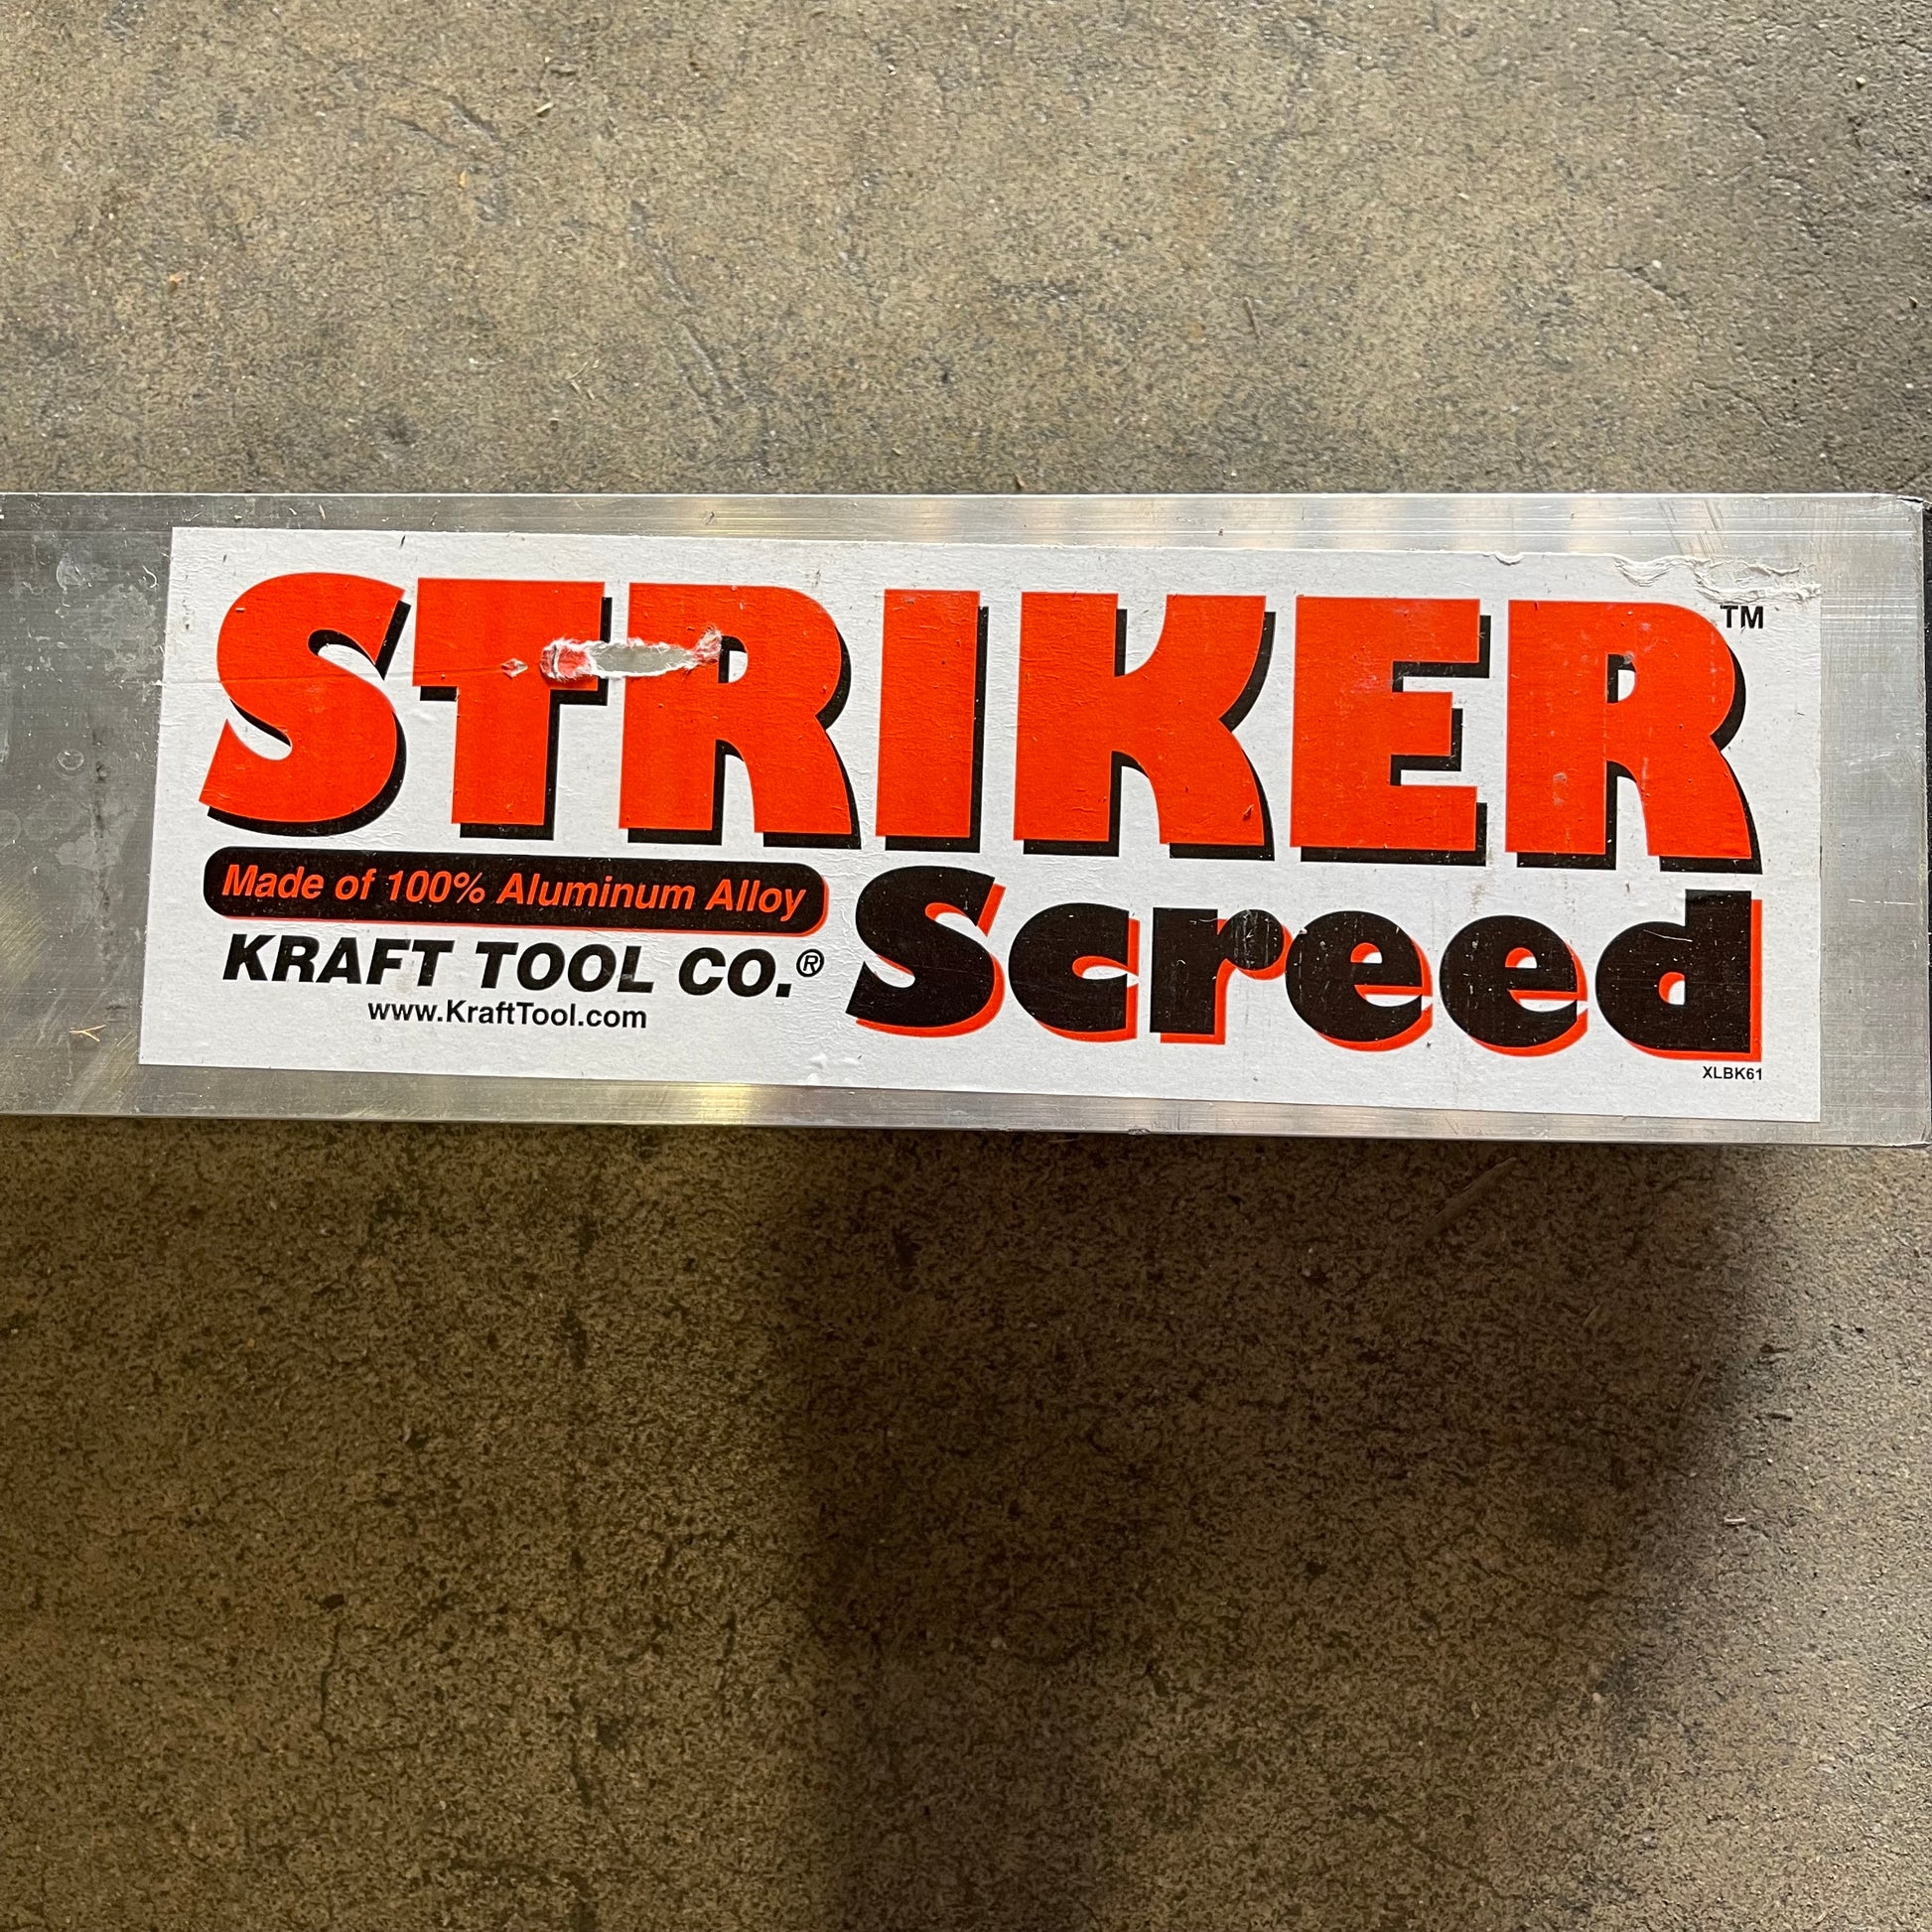 STRIKER™
Made of 100% Aluminum Alloy
KRAFT TOOL CO.®
www.KraftTool.com
Screed
XLBK61